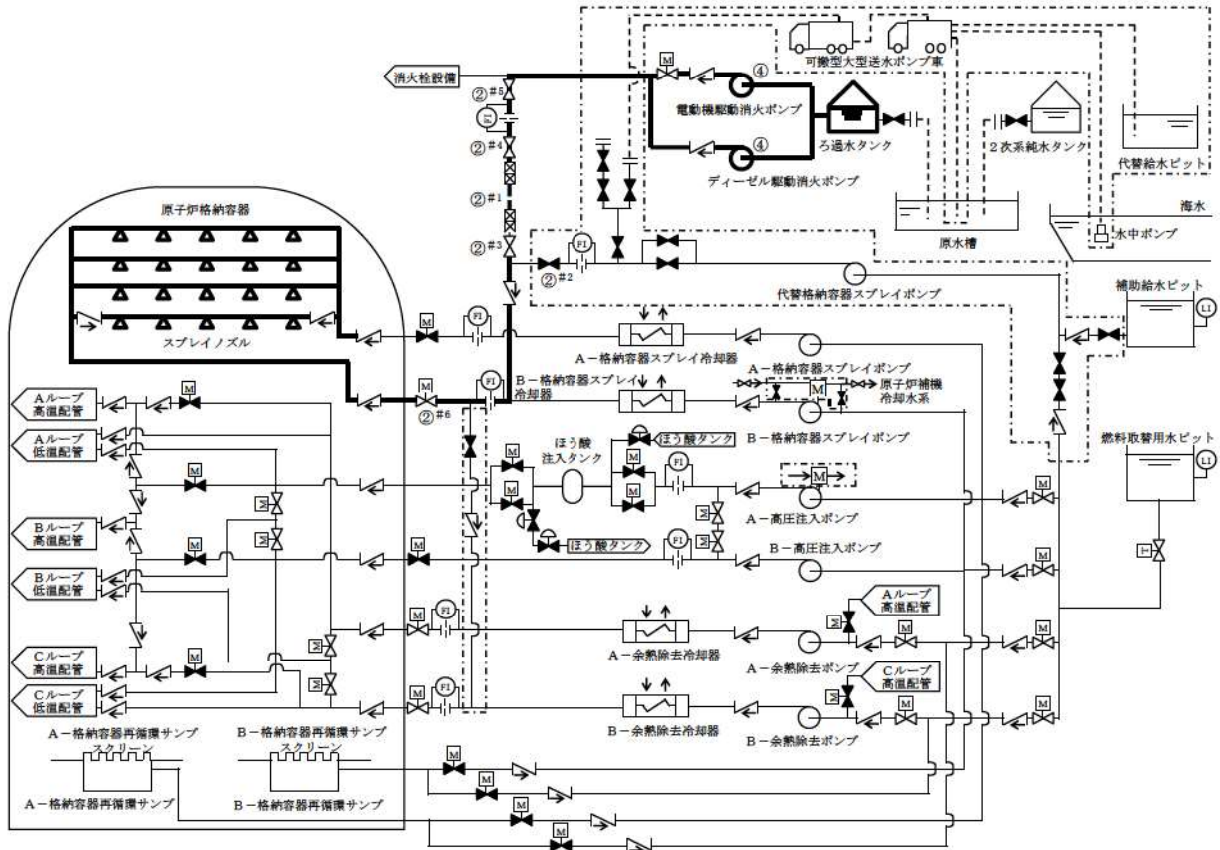 可搬型大型送水ポンプ車
消火栓設備
M
④
②#5
電動機駆動消火ポンプ
FI
ろ過水タンク
2次系純水タンク
代替給水ピット
②#4
④
ディーゼル駆動消火ポンプ
原子炉格納容器
②#1
海水
原水槽
水中ポンプ
②#3
FI
②#2
代替格納容器スプレイポンプ
補助給水ピット
LI
スプレイノズル
M
FI
A-格納容器スプレイ冷却器
A-格納容器スプレイポンプ
M
FI
B-格納容器スプレイ
冷却器
M
原子炉補機
冷却水系
②#6
B-格納容器スプレイポンプ
Aループ
高温配管
M
Aループ
低温配管
ほう酸
注入タンク
ほう酸タンク
燃料取替用水ピット
LI
M
M
M
FI
M
M
M
M
A-高圧注入ポンプ
M
Bループ
高温配管
M
M
ほう酸タンク
M
M
M
FI
B-高圧注入ポンプ
M
T
Bループ
低温配管
Aループ
高温配管
M
FI
M
M
M
M
Cループ
高温配管
M
A-余熱除去冷却器
A-余熱除去ポンプ
Cループ
高温配管
Cループ
低温配管
M
M
FI
M
M
M
B-余熱除去冷却器
B-余熱除去ポンプ
A-格納容器再循環サンプ
スクリーン
B-格納容器再循環サンプ
スクリーン
M
M
A-格納容器再循環サンプ
B-格納容器再循環サンプ
M
M